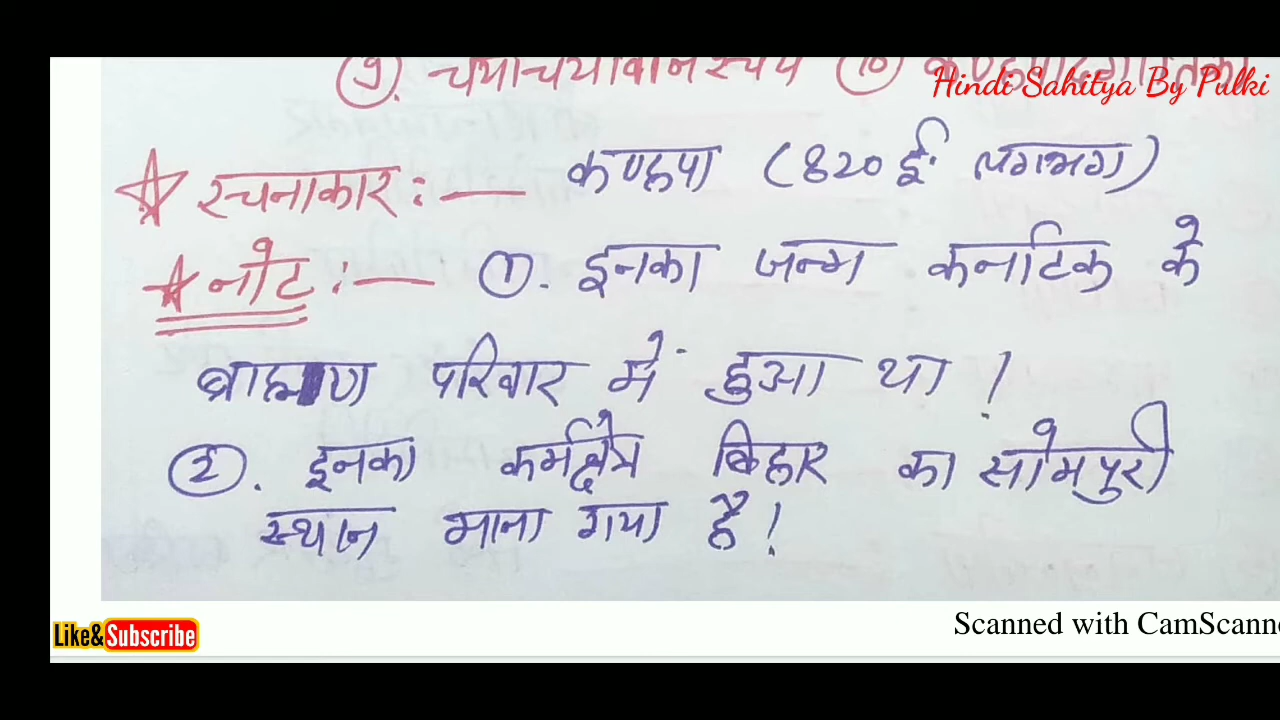 Hindi Sahitya By Pulki
★ रचनाकार :— कण्हपा (820 ई. लगभग)
★ नोट :— ①. इनका जन्म कर्नाटक के
ब्राह्मण परिवार में हुआ था !
②. इनका कर्मक्षेत्र बिहार का सोमपुरी
स्थान माना गया है !
Like& Subscribe
Scanned with CamScanne